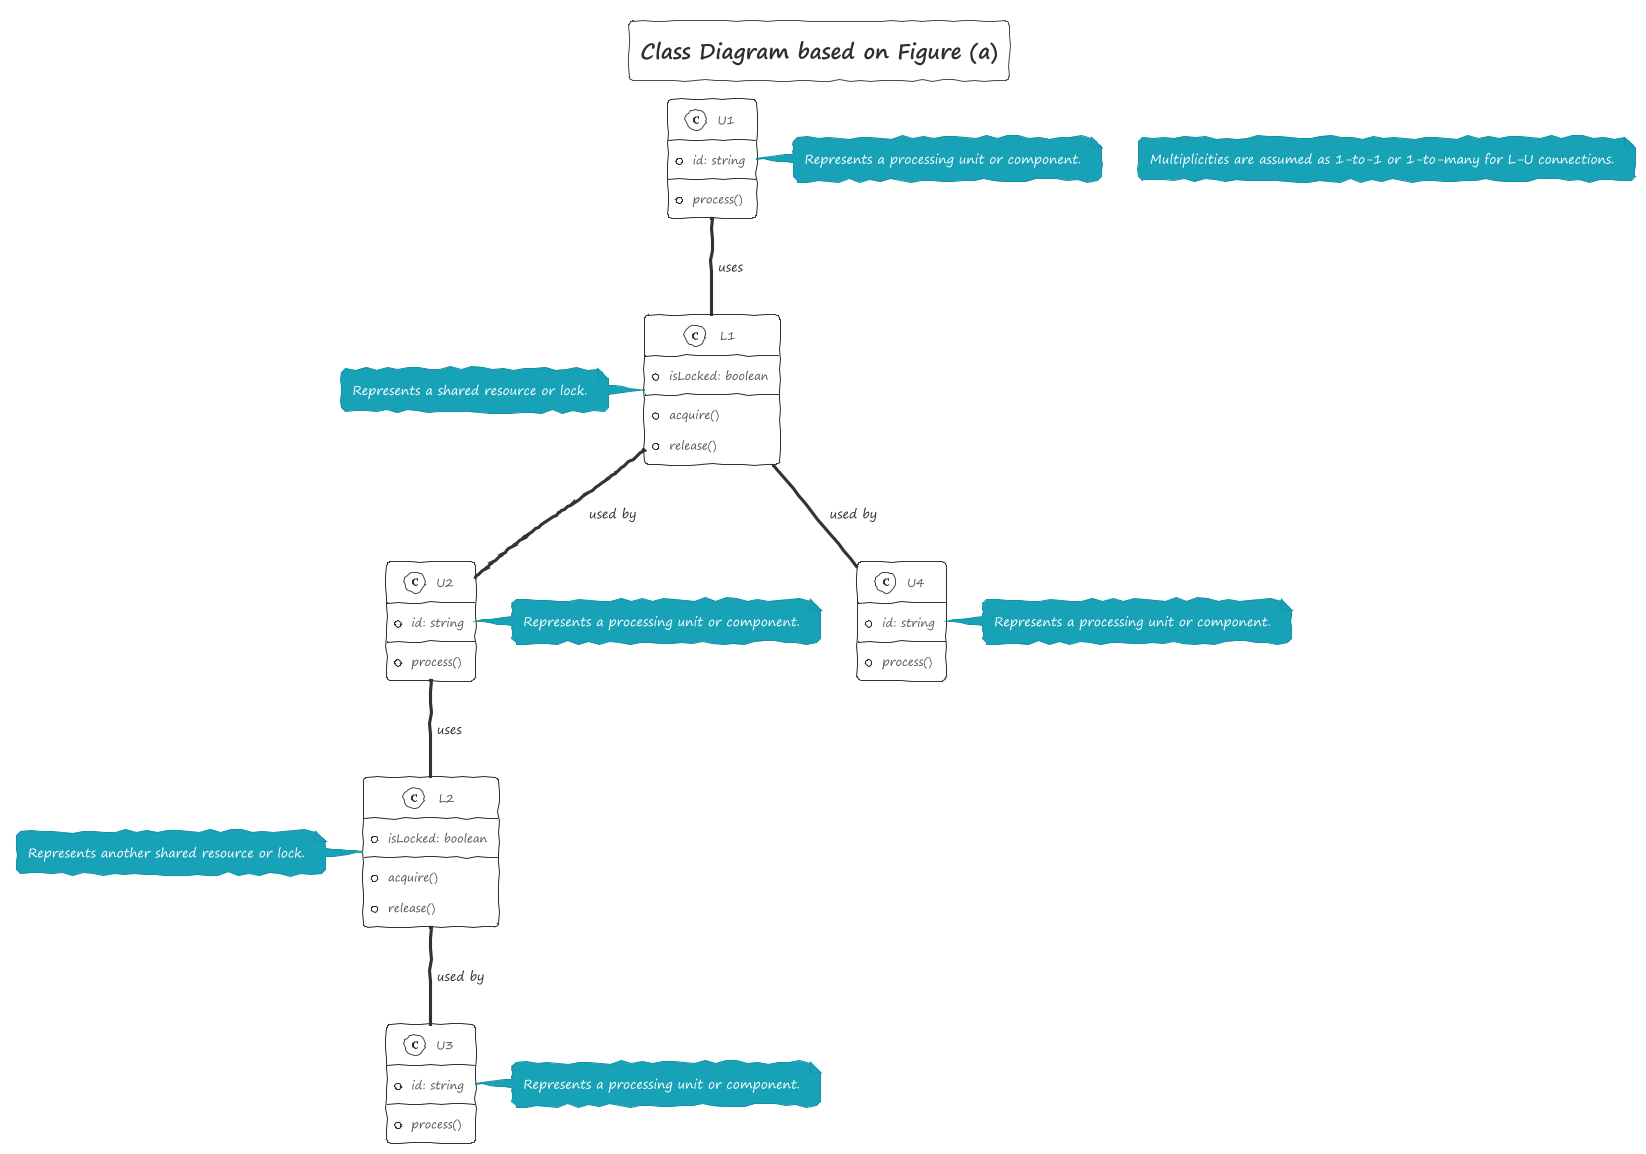 Class Diagram based on Figure (a)
C U1
id: string
process()
Represents a processing unit or component.
Multiplicities are assumed as 1-to-1 or 1-to-many for L-U connections.
uses
C L1
isLocked: boolean
acquire()
release()
Represents a shared resource or lock.
used by
used by
C U2
id: string
process()
Represents a processing unit or component.
C U4
id: string
process()
Represents a processing unit or component.
uses
C L2
isLocked: boolean
acquire()
release()
Represents another shared resource or lock.
used by
C U3
id: string
process()
Represents a processing unit or component.